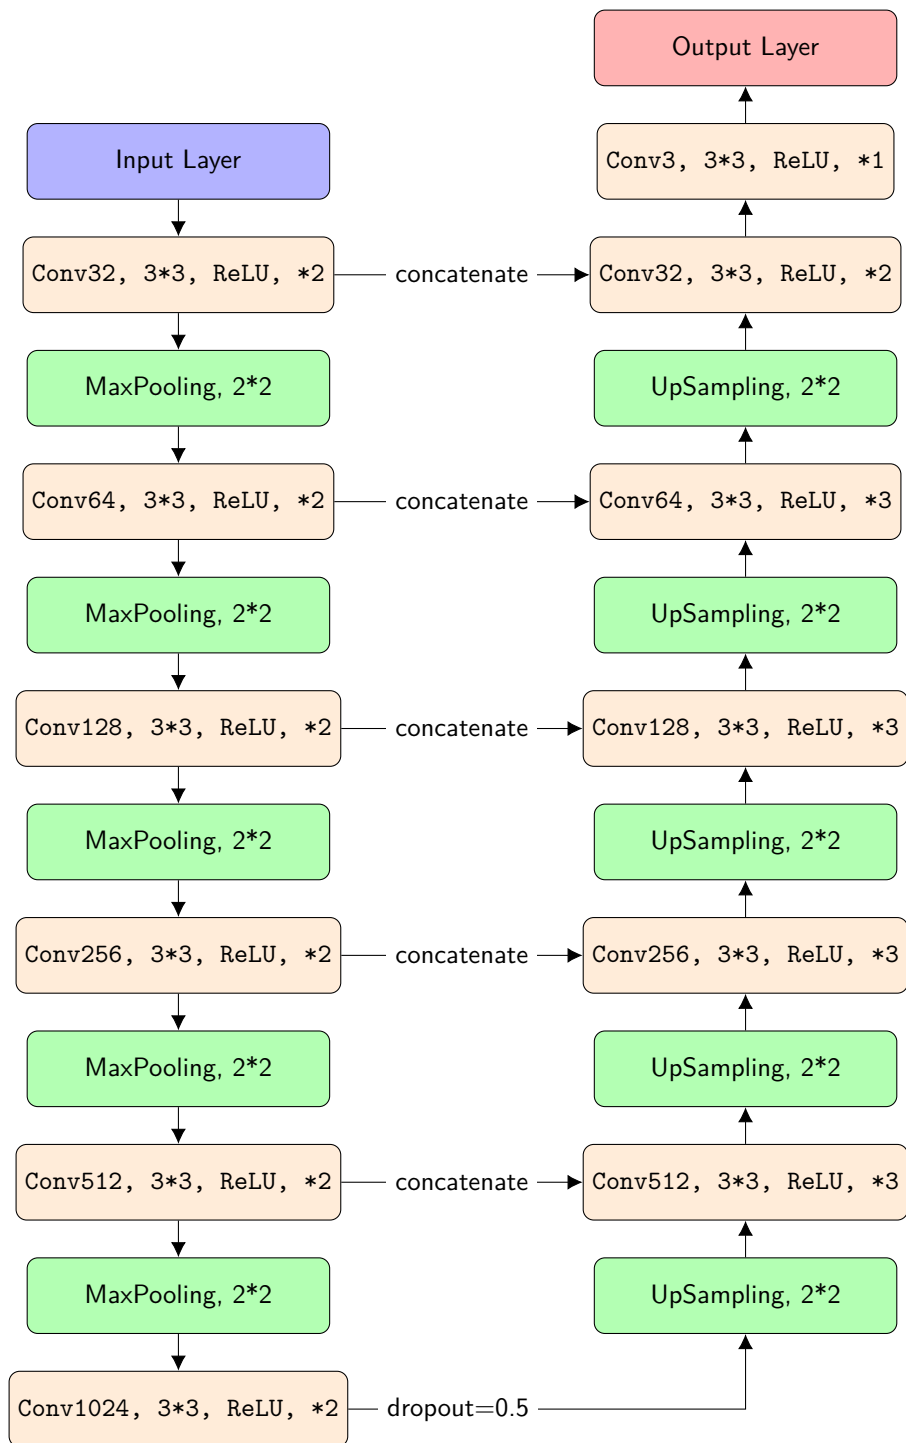 Output Layer
Input Layer
Conv3, 3*3, ReLU, *1
Conv32, 3*3, ReLU, *2
concatenate
Conv32, 3*3, ReLU, *2
MaxPooling, 2*2
UpSampling, 2*2
Conv64, 3*3, ReLU, *2
concatenate
Conv64, 3*3, ReLU, *3
MaxPooling, 2*2
UpSampling, 2*2
Conv128, 3*3, ReLU, *2
concatenate
Conv128, 3*3, ReLU, *3
MaxPooling, 2*2
UpSampling, 2*2
Conv256, 3*3, ReLU, *2
concatenate
Conv256, 3*3, ReLU, *3
MaxPooling, 2*2
UpSampling, 2*2
Conv512, 3*3, ReLU, *2
concatenate
Conv512, 3*3, ReLU, *3
MaxPooling, 2*2
UpSampling, 2*2
Conv1024, 3*3, ReLU, *2
dropout=0.5